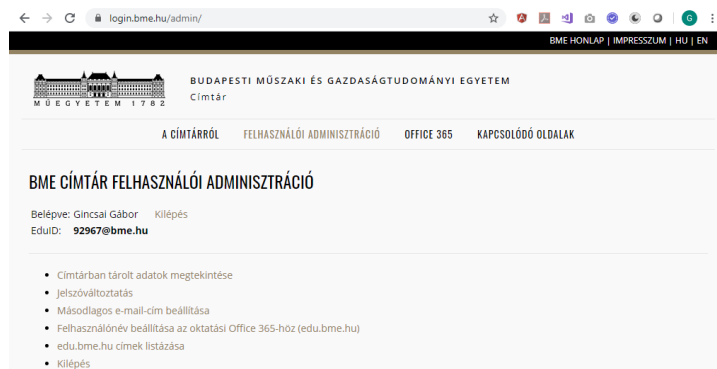 login.bme.hu/admin/
G
BME HONLAP | IMPRESSZUM | HU | EN
BUDAPESTI MŰSZAKI ÉS GAZDASÁGTUDOMÁNYI EGYETEM
Címtár
MŰEGYETEM 1782
A CÍMTÁRRÓL FELHASZNÁLÓI ADMINISZTRÁCIÓ OFFICE 365 KAPCSOLÓDÓ OLDALAK
BME CÍMTÁR FELHASZNÁLÓI ADMINISZTRÁCIÓ
Belépve: Gincsai Gábor Kilépés
EduID: 92967@bme.hu
Címtárban tárolt adatok megtekintése
Jelszóváltoztatás
Másodlagos e-mail-cím beállítása
Felhasználónév beállítása az oktatási Office 365-höz (edu.bme.hu)
edu.bme.hu címek listázása
Kilépés